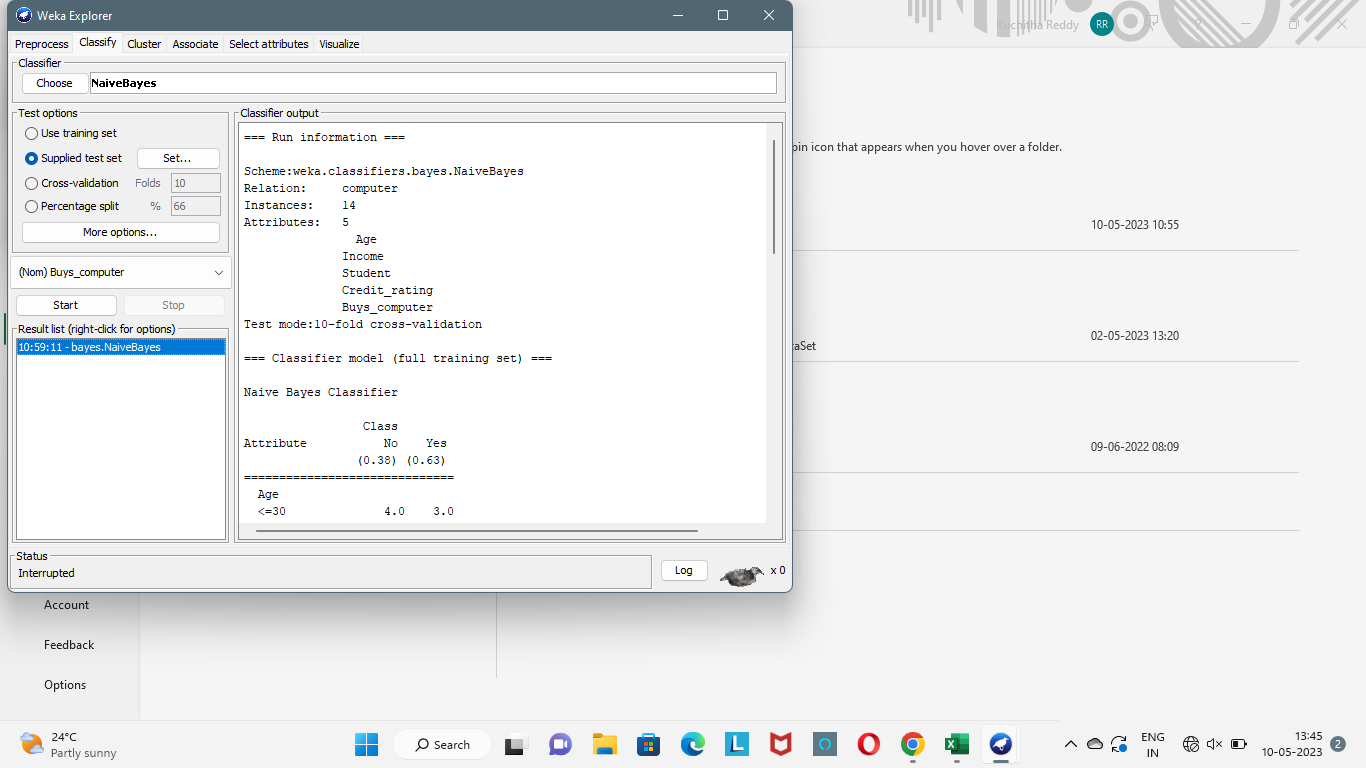 Weka Explorer
Preprocess Classify Cluster Associate Select attributes Visualize
Classifier
Choose NaiveBayes
Test options
Use training set
Supplied test set Set...
Cross-validation Folds 10
Percentage split % 66
More options...
(Nom) Buys_computer
Start Stop
Result list (right-click for options)
10:59:11 - bayes.NaiveBayes
Classifier output
=== Run information ===
Scheme:weka.classifiers.bayes.NaiveBayes
Relation: computer
Instances: 14
Attributes: 5
Age
Income
Student
Credit_rating
Buys_computer
Test mode:10-fold cross-validation
=== Classifier model (full training set) ===
Naive Bayes Classifier
Class
Attribute No Yes
(0.38) (0.63)
==============================
Age
<=30 4.0 3.0
Status
Interrupted
Log x 0
Ruchitha Reddy RR ?
pin icon that appears when you hover over a folder.
10-05-2023 10:55
02-05-2023 13:20
taSet
09-06-2022 08:09
Account
Feedback
Options
24°C
Partly sunny
Search
L
ENG
IN
13:45
10-05-2023
2